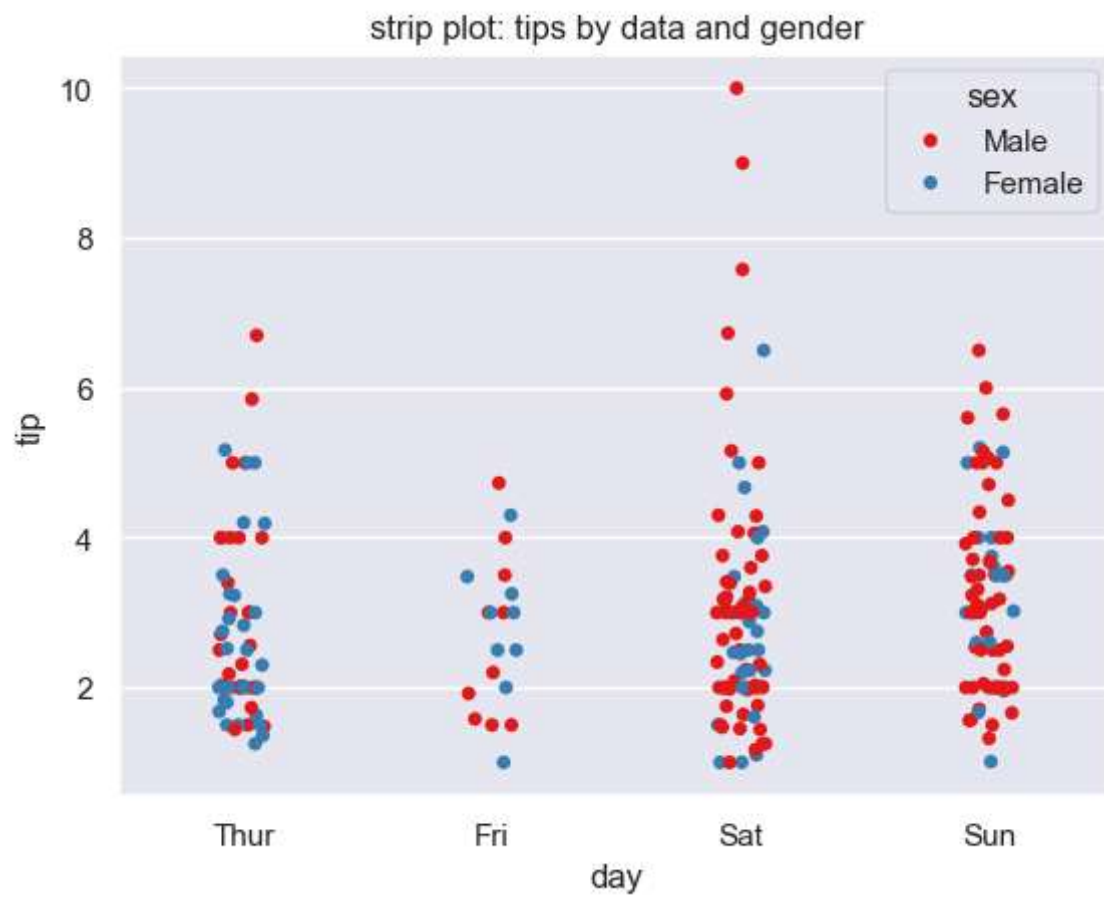 strip plot: tips by data and gender
10
8
6
4
2
tip
sex
Male
Female
Thur
Fri
Sat
Sun
day